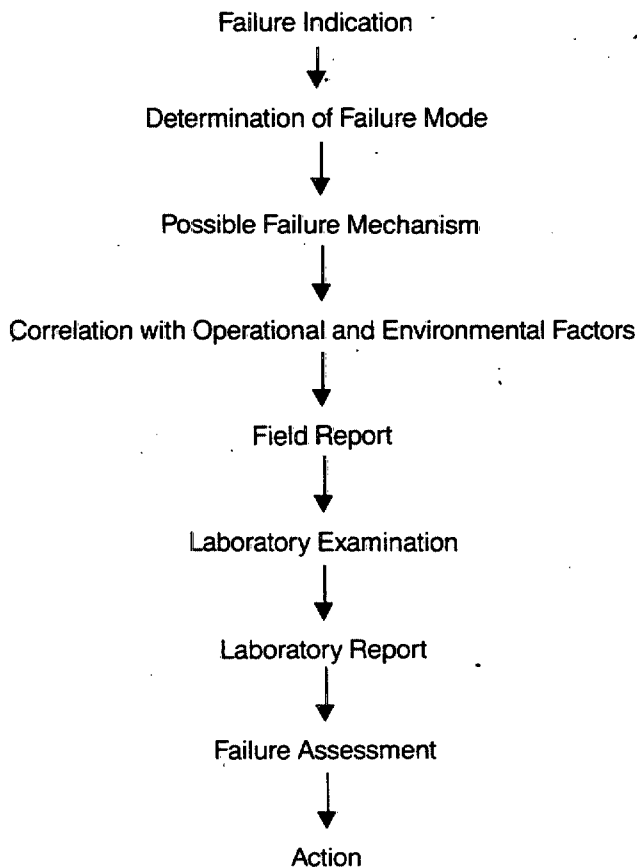 Failure Indication
Determination of Failure Mode
Possible Failure Mechanism
Correlation with Operational and Environmental Factors
Field Report
Laboratory Examination
Laboratory Report
Failure Assessment
Action